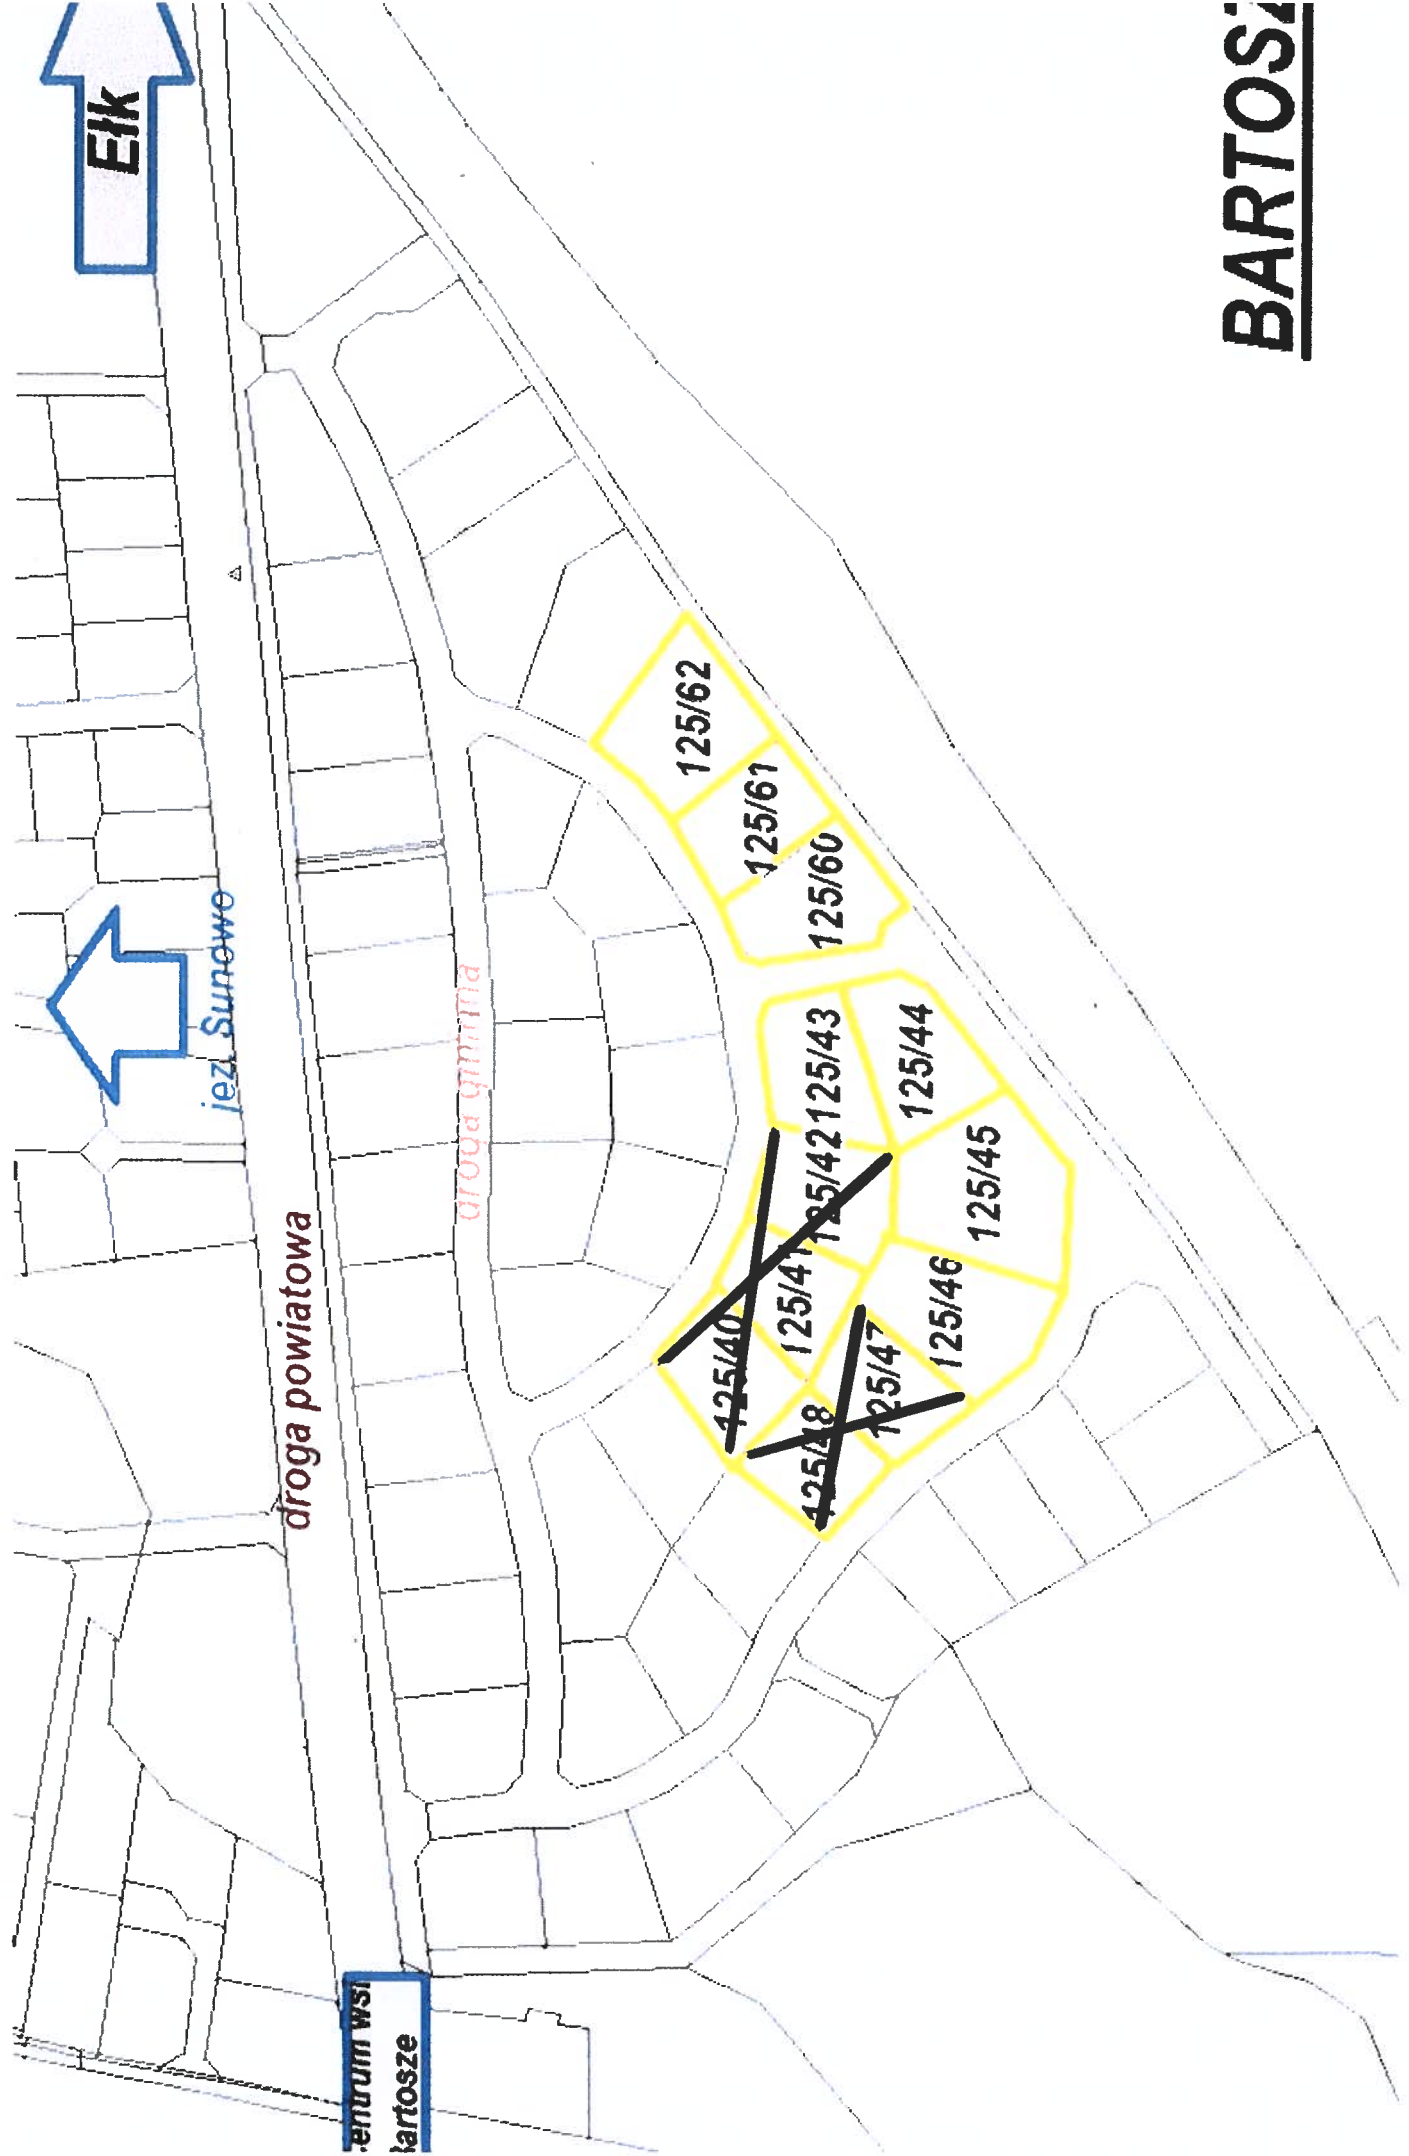 Ełk
BARTOSZ
jez. Sunowo
droga powiatowa
droga gminna
125/62
125/61
125/60
125/43
125/44
125/42
125/45
125/41
125/46
125/40
125/47
125/48
entrum wsi
artosze